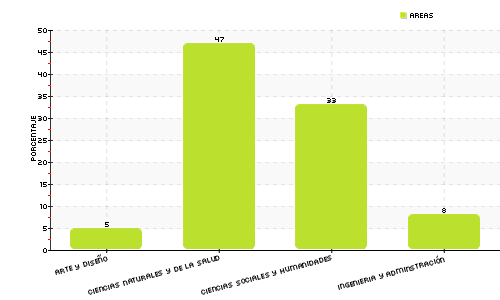 AREAS
50
45
40
35
30
25
20
15
10
5
0
PORCENTAJE
5
47
33
8
ARTE Y DISEÑO
CIENCIAS NATURALES Y DE LA SALUD
CIENCIAS SOCIALES Y HUMANIDADES
INGENIERIA Y ADMINSTRACIÓN